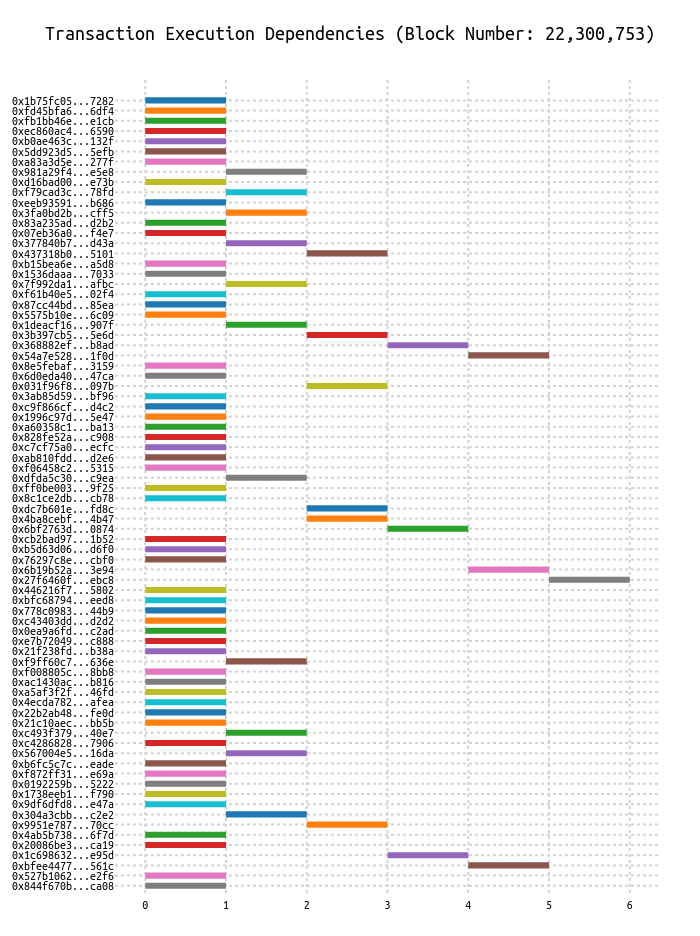 Transaction Execution Dependencies (Block Number: 22,300,753)
0x1b75fc05...7282
0xfd45bfa6...6df4
0xfb1bb46e...e1cb
0xec860ac4...6590
0xb0ae463c...132f
0x5dd923d5...5efb
0xa83a3d5e...277f
0x981a29f4...e5e8
0xd16bad00...e73b
0xf79cad3c...78fd
0xeeb93591...b686
0x3fa0bd2b...cff5
0x83a235ad...d2b2
0x07eb36a0...f4e7
0x377840b7...d43a
0x437318b0...5101
0xb15bea6e...a5d8
0x1536daaa...7033
0x7f992da1...afbc
0xf61b40e5...02f4
0x87cc44bd...85ea
0x5575b10e...6c09
0x1deacf16...907f
0x3b397cb5...5e6d
0x368882ef...b8ad
0x54a7e528...1f0d
0x8e5febaf...3159
0x6d0eda40...47ca
0x031f96f8...097b
0x3ab85d59...bf96
0xc9f866cf...d4c2
0x1996c97d...5e47
0xa60358c1...ba13
0x828fe52a...c908
0xc7cf75a0...ecfc
0xab810fdd...d2e6
0xf06458c2...5315
0xdfda5c30...c9ea
0xff0be003...9f25
0x8c1ce2db...cb78
0xdc7b601e...fd8c
0x4ba8cebf...4b47
0x6bf2763d...0874
0xcb2bad97...1b52
0xb5d63d06...d6f0
0x76297c8e...cbf0
0x6b19b52a...3e94
0x27f6460f...ebc8
0x446216f7...5802
0xbfc68794...eed8
0x778c0983...44b9
0xc43403dd...d2d2
0x0ea9a6fd...c2ad
0xe7b72049...c888
0x21f238fd...b38a
0xf9ff60c7...636e
0xf008805c...8bb8
0xac1430ac...b816
0xa5af3f2f...46fd
0x4ecda782...afea
0x22b2ab48...fe0d
0x21c10aec...bb5b
0xc493f379...40e7
0xc4286828...7906
0x567004e5...16da
0xb6fc5c7c...eade
0xf872ff31...e69a
0x0192259b...5222
0x1738eeb1...f790
0x9df6dfd8...e47a
0x304a3cbb...c2e2
0x9951e787...70cc
0x4ab5b738...6f7d
0x20086be3...ca19
0x1c698632...e95d
0xbfee4477...561c
0x527b1062...e2f6
0x844f670b...ca08
0 1 2 3 4 5 6